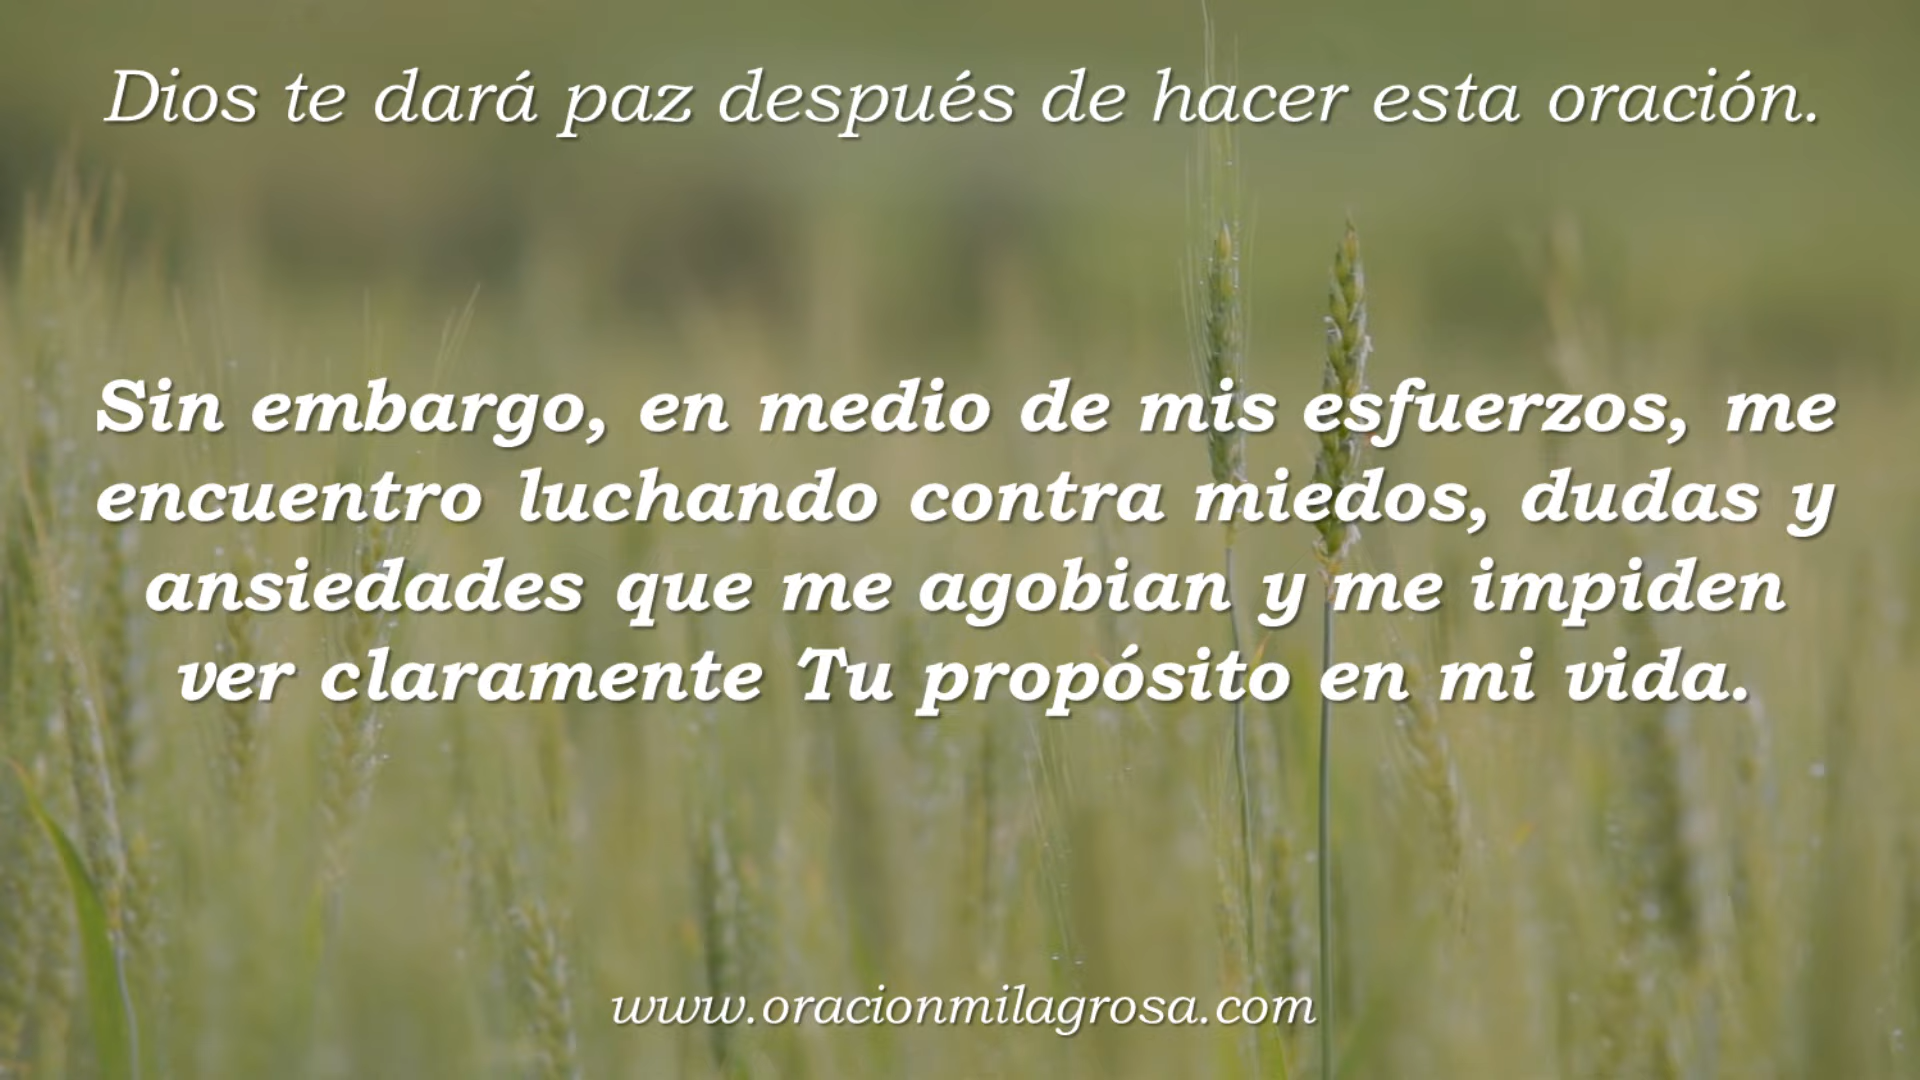 Dios te dará paz después de hacer esta oración.
Sin embargo, en medio de mis esfuerzos, me
encuentro luchando contra miedos, dudas y
ansiedades que me agobian y me impiden
ver claramente Tu propósito en mi vida.
www.oracionmilagrosa.com